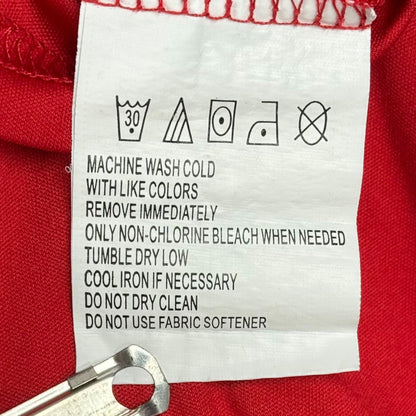 30
MACHINE WASH COLD
WITH LIKE COLORS
REMOVE IMMEDIATELY
ONLY NON-CHLORINE BLEACH WHEN NEEDED
TUMBLE DRY LOW
COOL IRON IF NECESSARY
DO NOT DRY CLEAN
DO NOT USE FABRIC SOFTENER